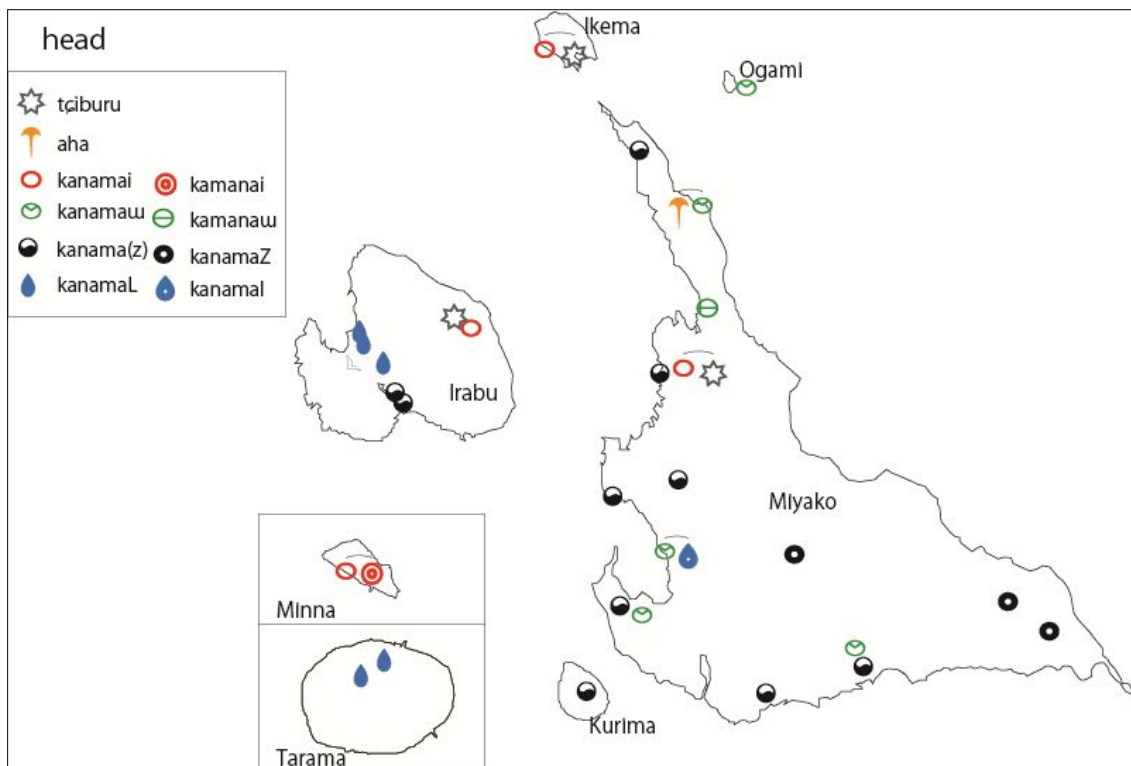 head
tɕiburu
aha
kanamai
kamanai
kanamaɯ
kamanaɯ
kanama(z)
kanamaZ
kanamaL
kanamal
Ikema
Ogami
Irabu
Miyako
Minna
Kurima
Tarama